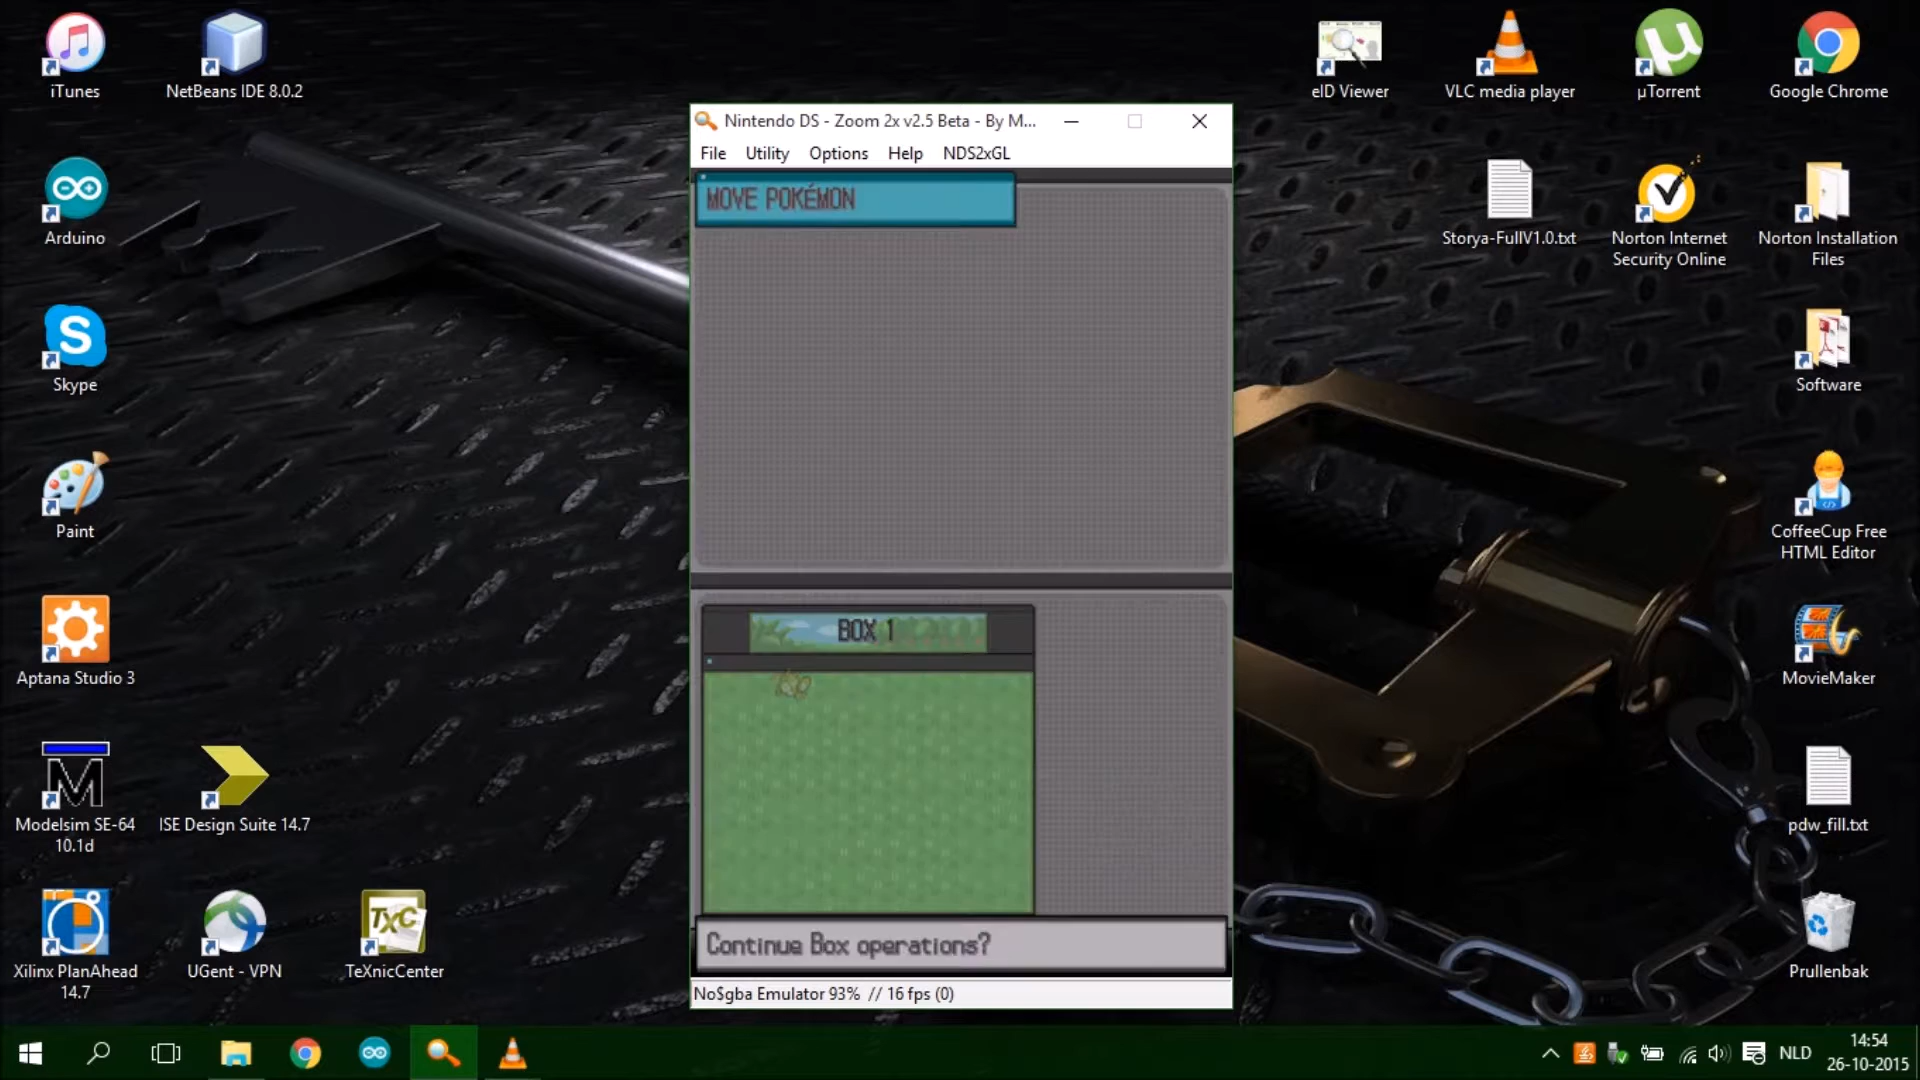 iTunes
NetBeans IDE 8.0.2
eID Viewer
VLC media player
µTorrent
Google Chrome
Nintendo DS - Zoom 2x v2.5 Beta - By M...
File Utility Options Help NDS2xGL
MOVE POKÉMON
Arduino
Storya-FullV1.0.txt
Norton Internet
Security Online
Norton Installation
Files
Skype
Software
Paint
CoffeeCup Free
HTML Editor
BOX 1
Aptana Studio 3
MovieMaker
Modelsim SE-64
10.1d
ISE Design Suite 14.7
pdw_fill.txt
Continue Box operations?
Xilinx PlanAhead
14.7
UGent - VPN
TeXnicCenter
Prullenbak
No$gba Emulator 93% // 16 fps (0)
NLD
14:54
26-10-2015